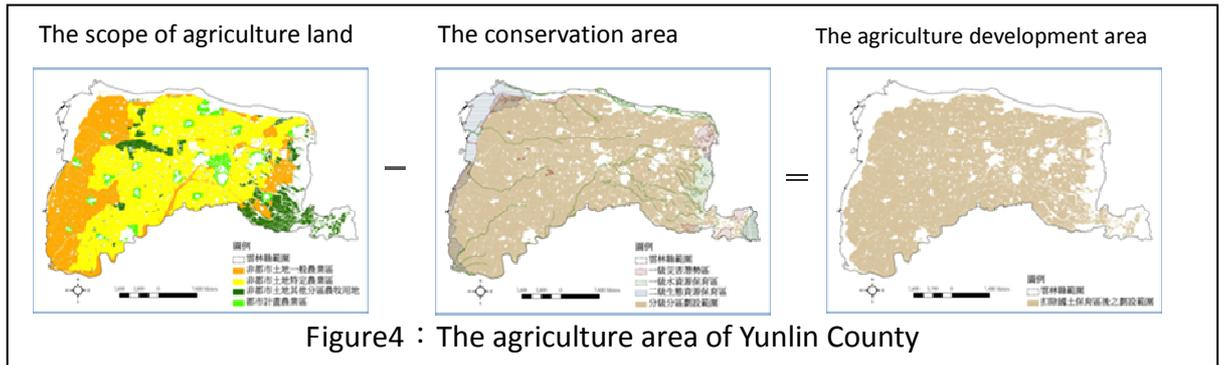 The scope of agriculture land
The conservation area
The agriculture development area
−
=
圖例
雲林縣範圍
非都市土地一般農業區
非都市土地特定農業區
非都市土地其他分區農牧用地
都市計畫農業區
圖例
雲林縣範圍
一級災害潛勢區
一級水資源保育區
二級生態資源保育區
分級分區劃設範圍
圖例
雲林縣範圍
扣除國土保育區後之劃設範圍
Figure4：The agriculture area of Yunlin County